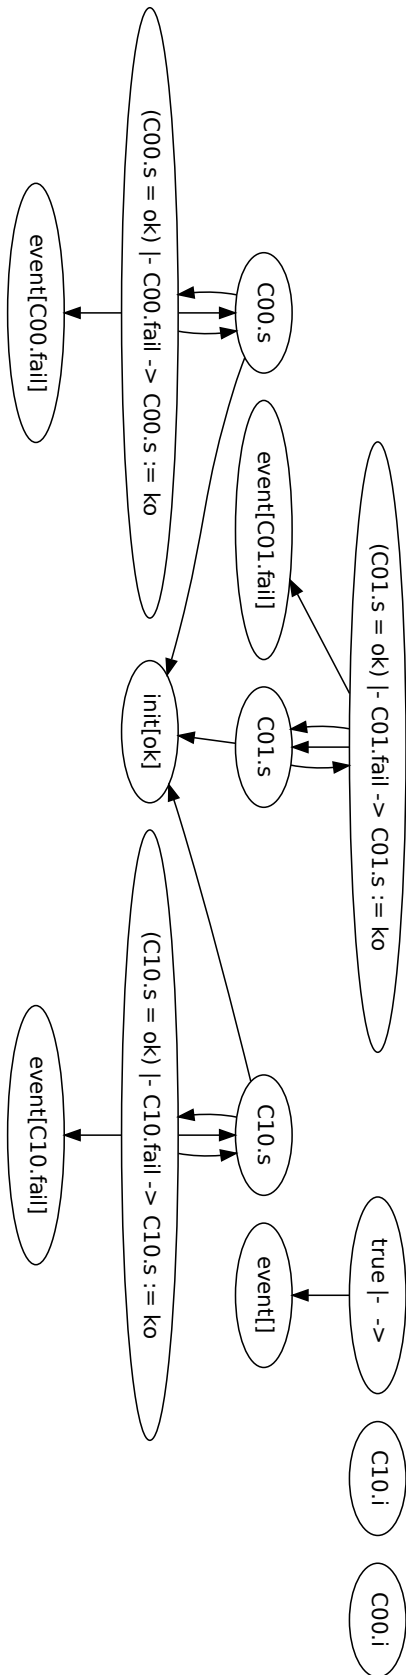 (C01.s = ok) |- C01.fail -> C01.s := ko
true |-  ->
C10.i
C00.i
C00.s
event[C01.fail]
C01.s
C10.s
event[]
(C00.s = ok) |- C00.fail -> C00.s := ko
init[ok]
(C10.s = ok) |- C10.fail -> C10.s := ko
event[C00.fail]
event[C10.fail]